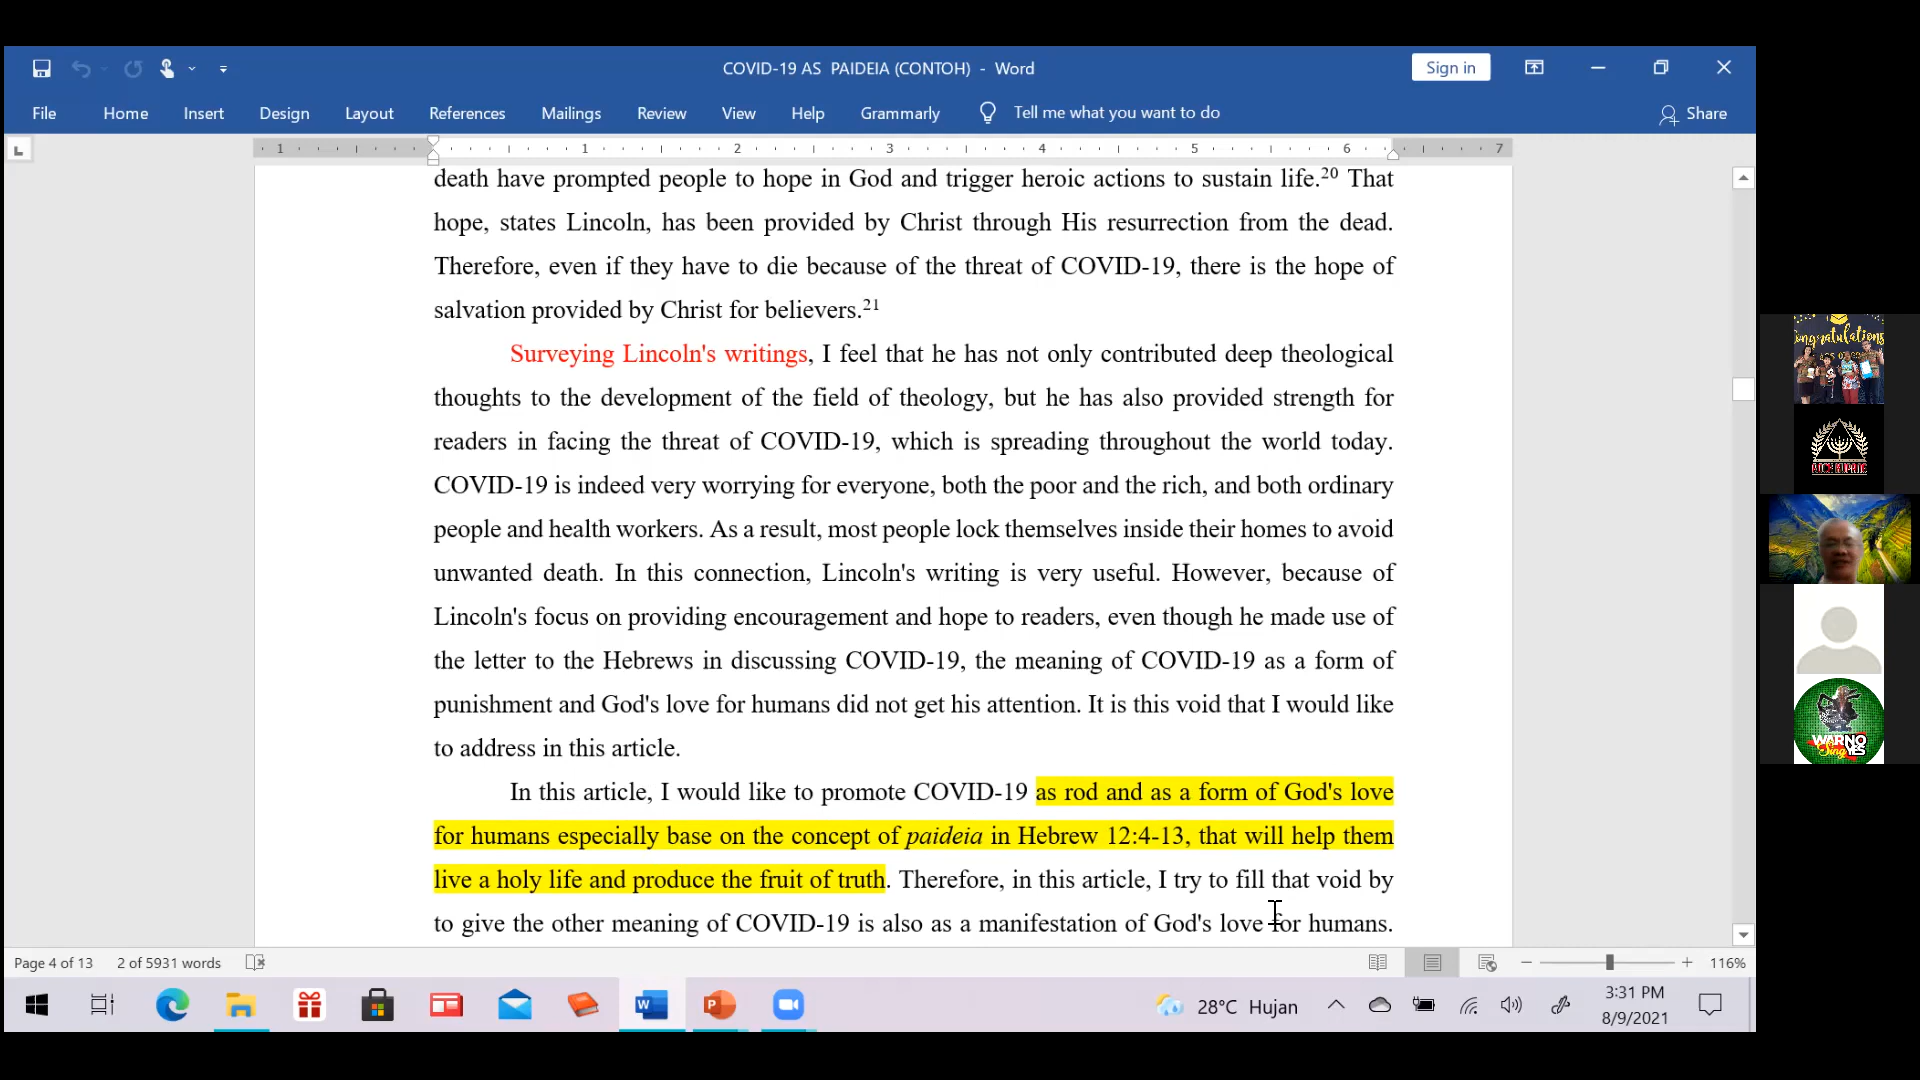 COVID-19 AS PAIDEIA (CONTOH) - Word
Sign in
File Home Insert Design Layout References Mailings Review View Help Grammarly Tell me what you want to do Share
1 1 2 3 4 5 6 7
death have prompted people to hope in God and trigger heroic actions to sustain life.20 That
hope, states Lincoln, has been provided by Christ through His resurrection from the dead.
Therefore, even if they have to die because of the threat of COVID-19, there is the hope of
salvation provided by Christ for believers.21
Surveying Lincoln's writings, I feel that he has not only contributed deep theological
thoughts to the development of the field of theology, but he has also provided strength for
readers in facing the threat of COVID-19, which is spreading throughout the world today.
COVID-19 is indeed very worrying for everyone, both the poor and the rich, and both ordinary
people and health workers. As a result, most people lock themselves inside their homes to avoid
unwanted death. In this connection, Lincoln's writing is very useful. However, because of
Lincoln's focus on providing encouragement and hope to readers, even though he made use of
the letter to the Hebrews in discussing COVID-19, the meaning of COVID-19 as a form of
punishment and God's love for humans did not get his attention. It is this void that I would like
to address in this article.
In this article, I would like to promote COVID-19 as rod and as a form of God's love
for humans especially base on the concept of paideia in Hebrew 12:4-13, that will help them
live a holy life and produce the fruit of truth. Therefore, in this article, I try to fill that void by
to give the other meaning of COVID-19 is also as a manifestation of God's love for humans.
Page 4 of 13 2 of 5931 words
116%
28°C Hujan
3:31 PM
8/9/2021
Congratulations
WARNO
Sing YES